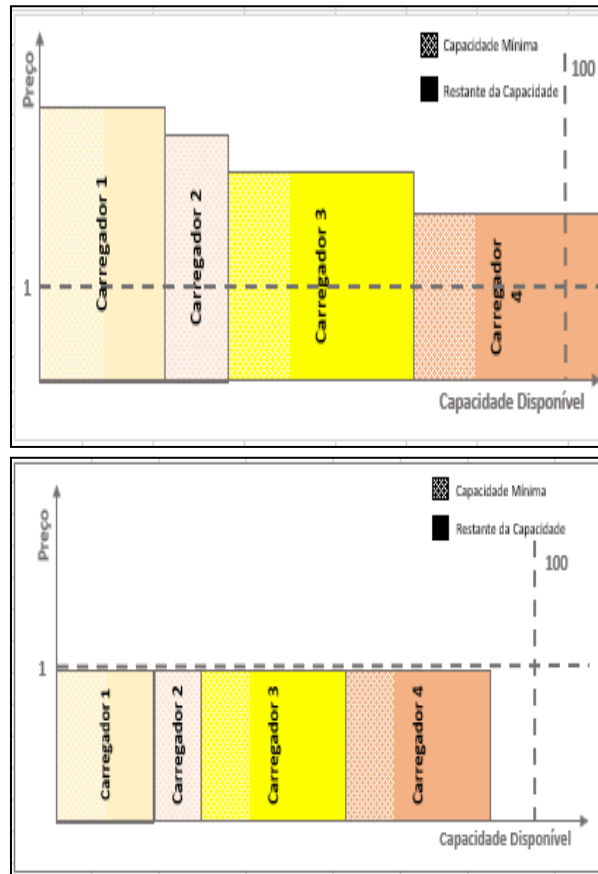 Preço
Capacidade Mínima
Restante da Capacidade
100
1
Carregador 1
Carregador 2
Carregador 3
Carregador
4
Capacidade Disponível
Preço
Capacidade Mínima
Restante da Capacidade
100
1
Carregador 1
Carregador 2
Carregador 3
Carregador 4
Capacidade Disponível